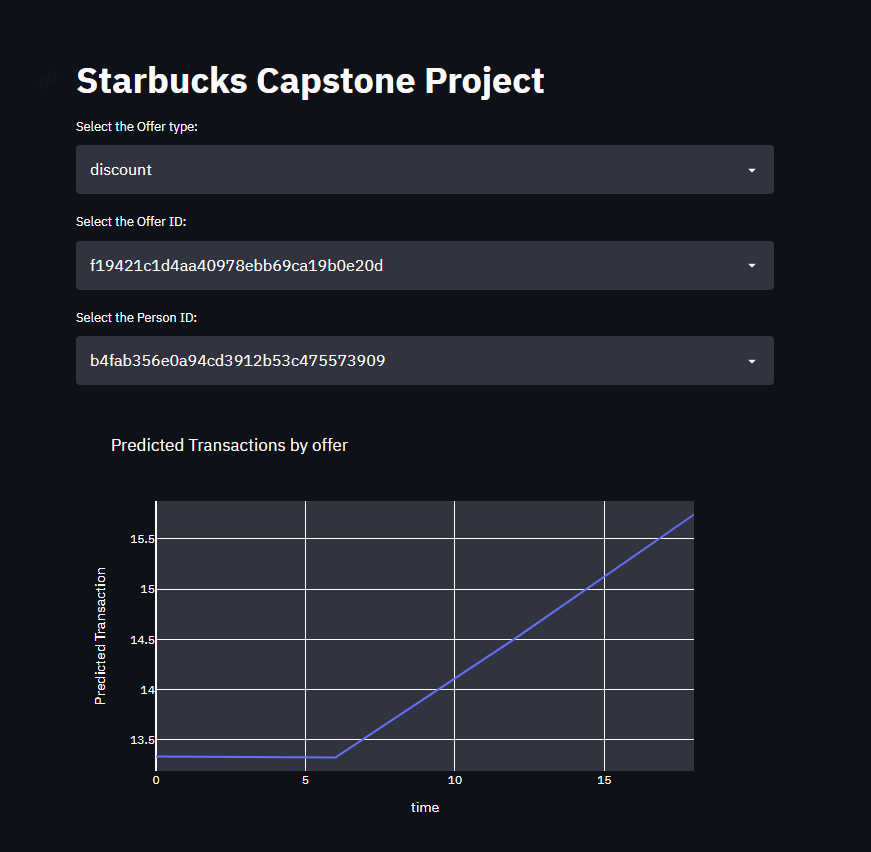 Starbucks Capstone Project
Select the Offer type:
discount
Select the Offer ID:
f19421c1d4aa40978ebb69ca19b0e20d
Select the Person ID:
b4fab356e0a94cd3912b53c475573909
Predicted Transactions by offer
15.5
15
14.5
14
13.5
Predicted Transaction
0 5 10 15
time